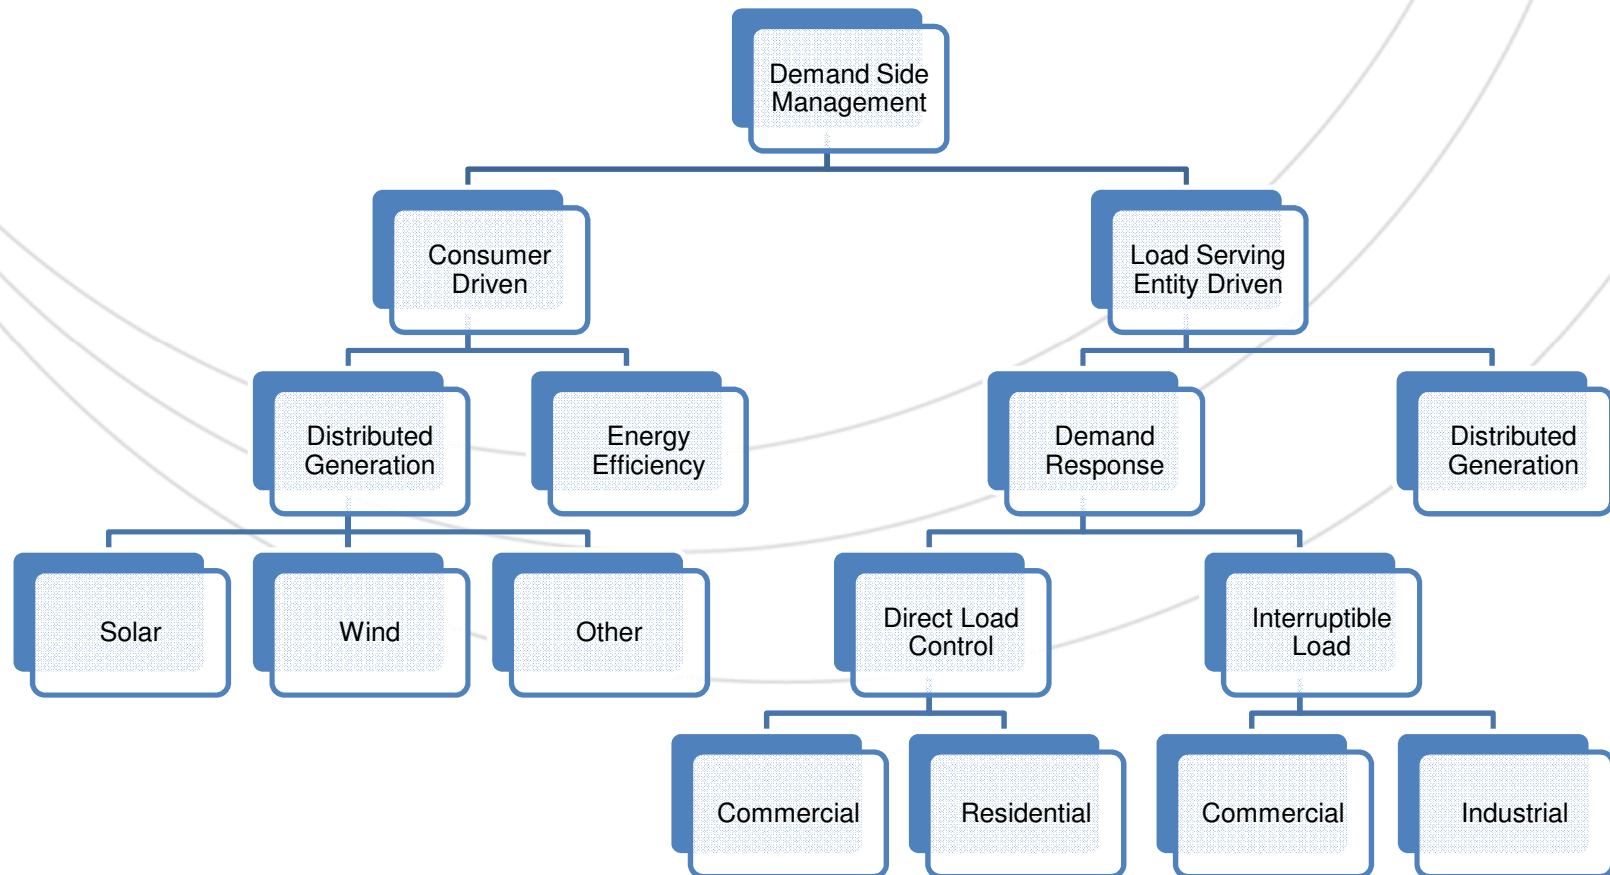 Demand Side
Management
Consumer
Driven
Load Serving
Entity Driven
Distributed
Generation
Energy
Efficiency
Demand
Response
Distributed
Generation
Solar
Wind
Other
Direct Load
Control
Interruptible
Load
Commercial
Residential
Commercial
Industrial